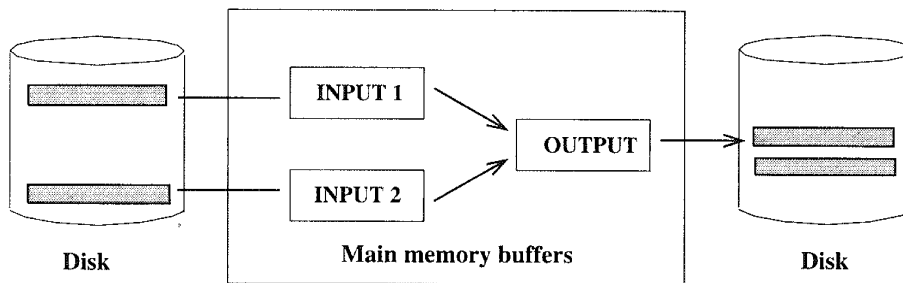 INPUT 1
OUTPUT
INPUT 2
Main memory buffers
Disk
Disk